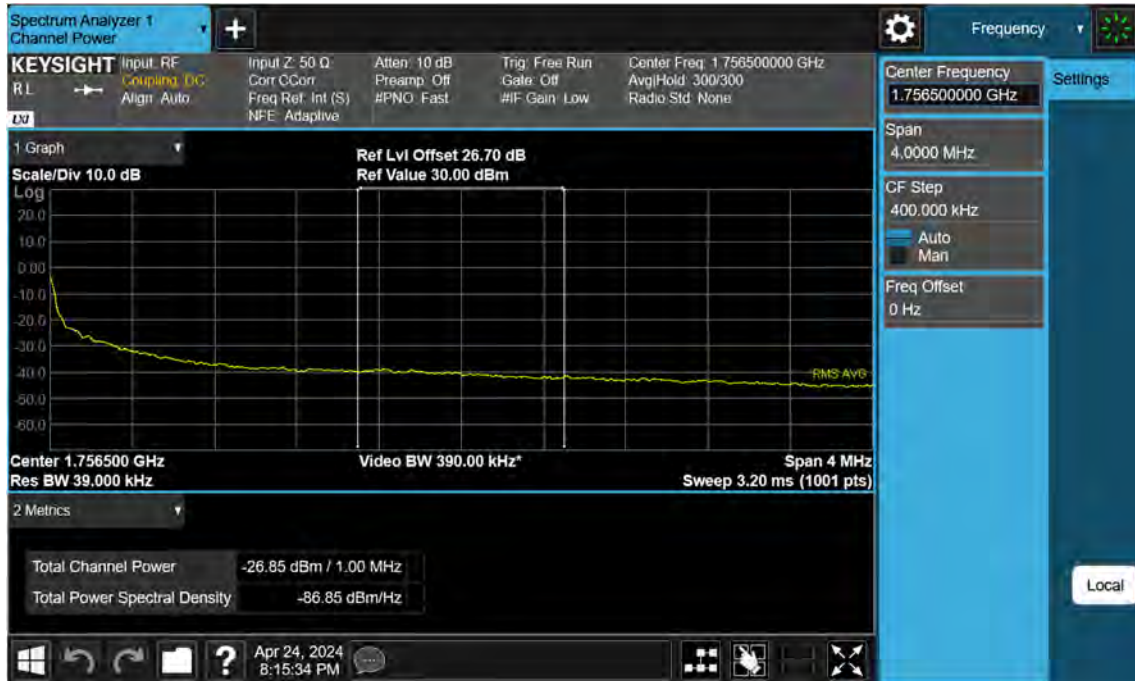 Spectrum Analyzer 1
Channel Power
Frequency
KEYSIGHT Input: RF Input Z: 50 Ω Atten: 10 dB Trig: Free Run Center Freq: 1.756500000 GHz
RL Coupling: DC Corr CCorr Preamp: Off Gate: Off Avg|Hold: 300/300
Align: Auto Freq Ref: Int (S) #PNO: Fast #IF Gain: Low Radio Std: None
LXI NFE: Adaptive
1 Graph
Ref Lvl Offset 26.70 dB
Scale/Div 10.0 dB Ref Value 30.00 dBm
Log
20.0
10.0
0.00
-10.0
-20.0
-30.0
-40.0
-50.0
-60.0
RMS AVG
Center 1.756500 GHz Video BW 390.00 kHz* Span 4 MHz
Res BW 39.000 kHz Sweep 3.20 ms (1001 pts)
2 Metrics
Total Channel Power -26.85 dBm / 1.00 MHz
Total Power Spectral Density -86.85 dBm/Hz
?
Apr 24, 2024
8:15:34 PM
Center Frequency
1.756500000 GHz
Settings
Span
4.0000 MHz
CF Step
400.000 kHz
Auto
Man
Freq Offset
0 Hz
Local